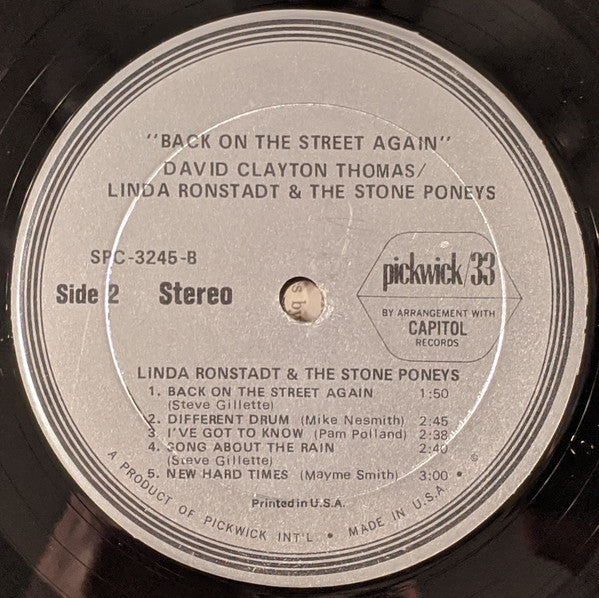 "BACK ON THE STREET AGAIN"
DAVID CLAYTON THOMAS/
LINDA RONSTADT & THE STONE PONEYS
SPC-3245-B
Side 2 Stereo
pickwick/33
BY ARRANGEMENT WITH
CAPITOL
RECORDS
LINDA RONSTADT & THE STONE PONEYS
1. BACK ON THE STREET AGAIN 1:50
(Steve Gillette)
2. DIFFERENT DRUM (Mike Nesmith) 2:45
3. I'VE GOT TO KNOW (Pam Polland) 2:38
4. SONG ABOUT THE RAIN 2:40
(Steve Gillette)
5. NEW HARD TIMES (Mayme Smith) 3:00
Printed in U.S.A.
A PRODUCT OF PICKWICK INT'L • MADE IN U.S.A. • ©